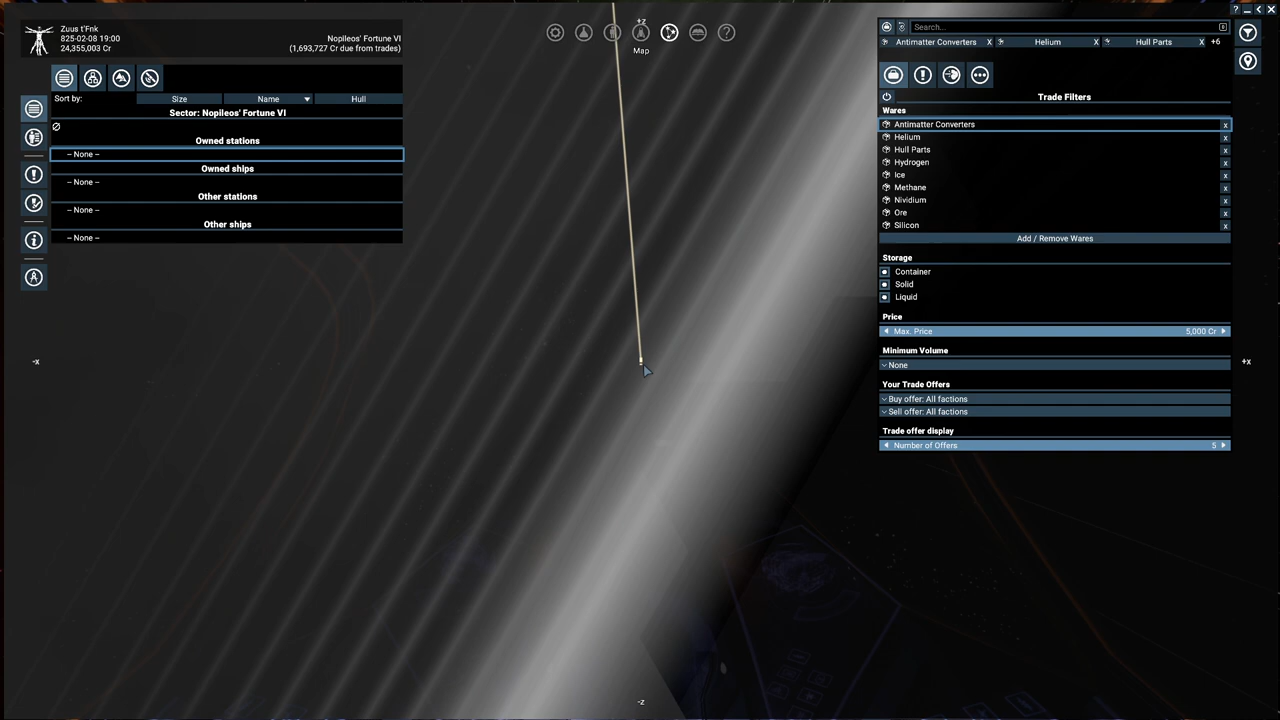 Zuus t'Fnk
825-02-08 19:00
Nopileos' Fortune VI
24,355,003 Cr
(1,693,727 Cr due from trades)
+z
Map
Sort by:
Size
Name
Hull
Sector: Nopileos' Fortune VI
Owned stations
-- None --
Owned ships
-- None --
Other stations
-- None --
Other ships
-- None --
-x
+x
-z
?
Search...
Antimatter Converters X
Helium X
Hull Parts X
+6
Trade Filters
Wares
Antimatter Converters x
Helium x
Hull Parts x
Hydrogen x
Ice x
Methane x
Nividium x
Ore x
Silicon x
Add / Remove Wares
Storage
Container
Solid
Liquid
Price
Max. Price 5,000 Cr
Minimum Volume
None
Your Trade Offers
Buy offer: All factions
Sell offer: All factions
Trade offer display
Number of Offers 5